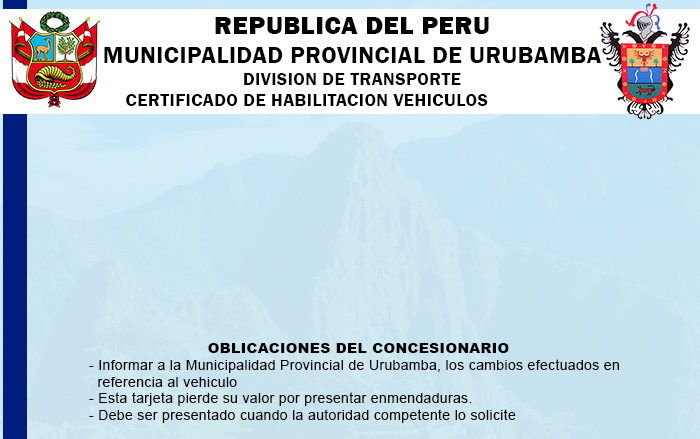 REPUBLICA DEL PERU
MUNICIPALIDAD PROVINCIAL DE URUBAMBA
DIVISION DE TRANSPORTE
CERTIFICADO DE HABILITACION VEHICULOS
OBLICACIONES DEL CONCESIONARIO
- Informar a la Municipalidad Provincial de Urubamba, los cambios efectuados en
referencia al vehiculo
- Esta tarjeta pierde su valor por presentar enmendaduras.
- Debe ser presentado cuando la autoridad competente lo solicite